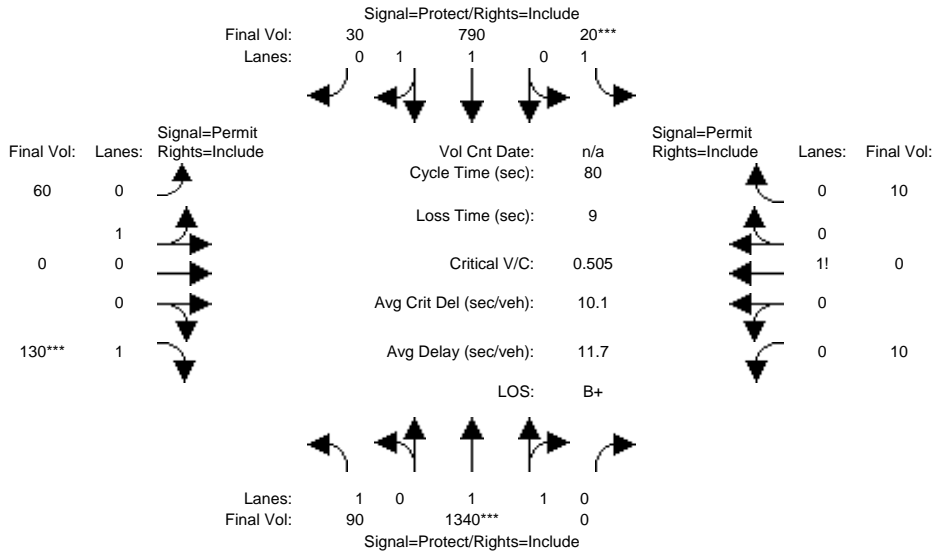 Signal=Protect/Rights=Include
Final Vol: 30 790 20***
Lanes: 0 1 1 0 1
Signal=Permit
Final Vol: Lanes: Rights=Include
Vol Cnt Date: n/a
Signal=Permit
Rights=Include Lanes: Final Vol:
Cycle Time (sec): 80
60 0
0 10
Loss Time (sec): 9
1
0
0 0
Critical V/C: 0.505
1! 0
0
Avg Crit Del (sec/veh): 10.1
0
130*** 1
Avg Delay (sec/veh): 11.7
0 10
LOS: B+
Lanes: 1 0 1 1 0
Final Vol: 90 1340*** 0
Signal=Protect/Rights=Include